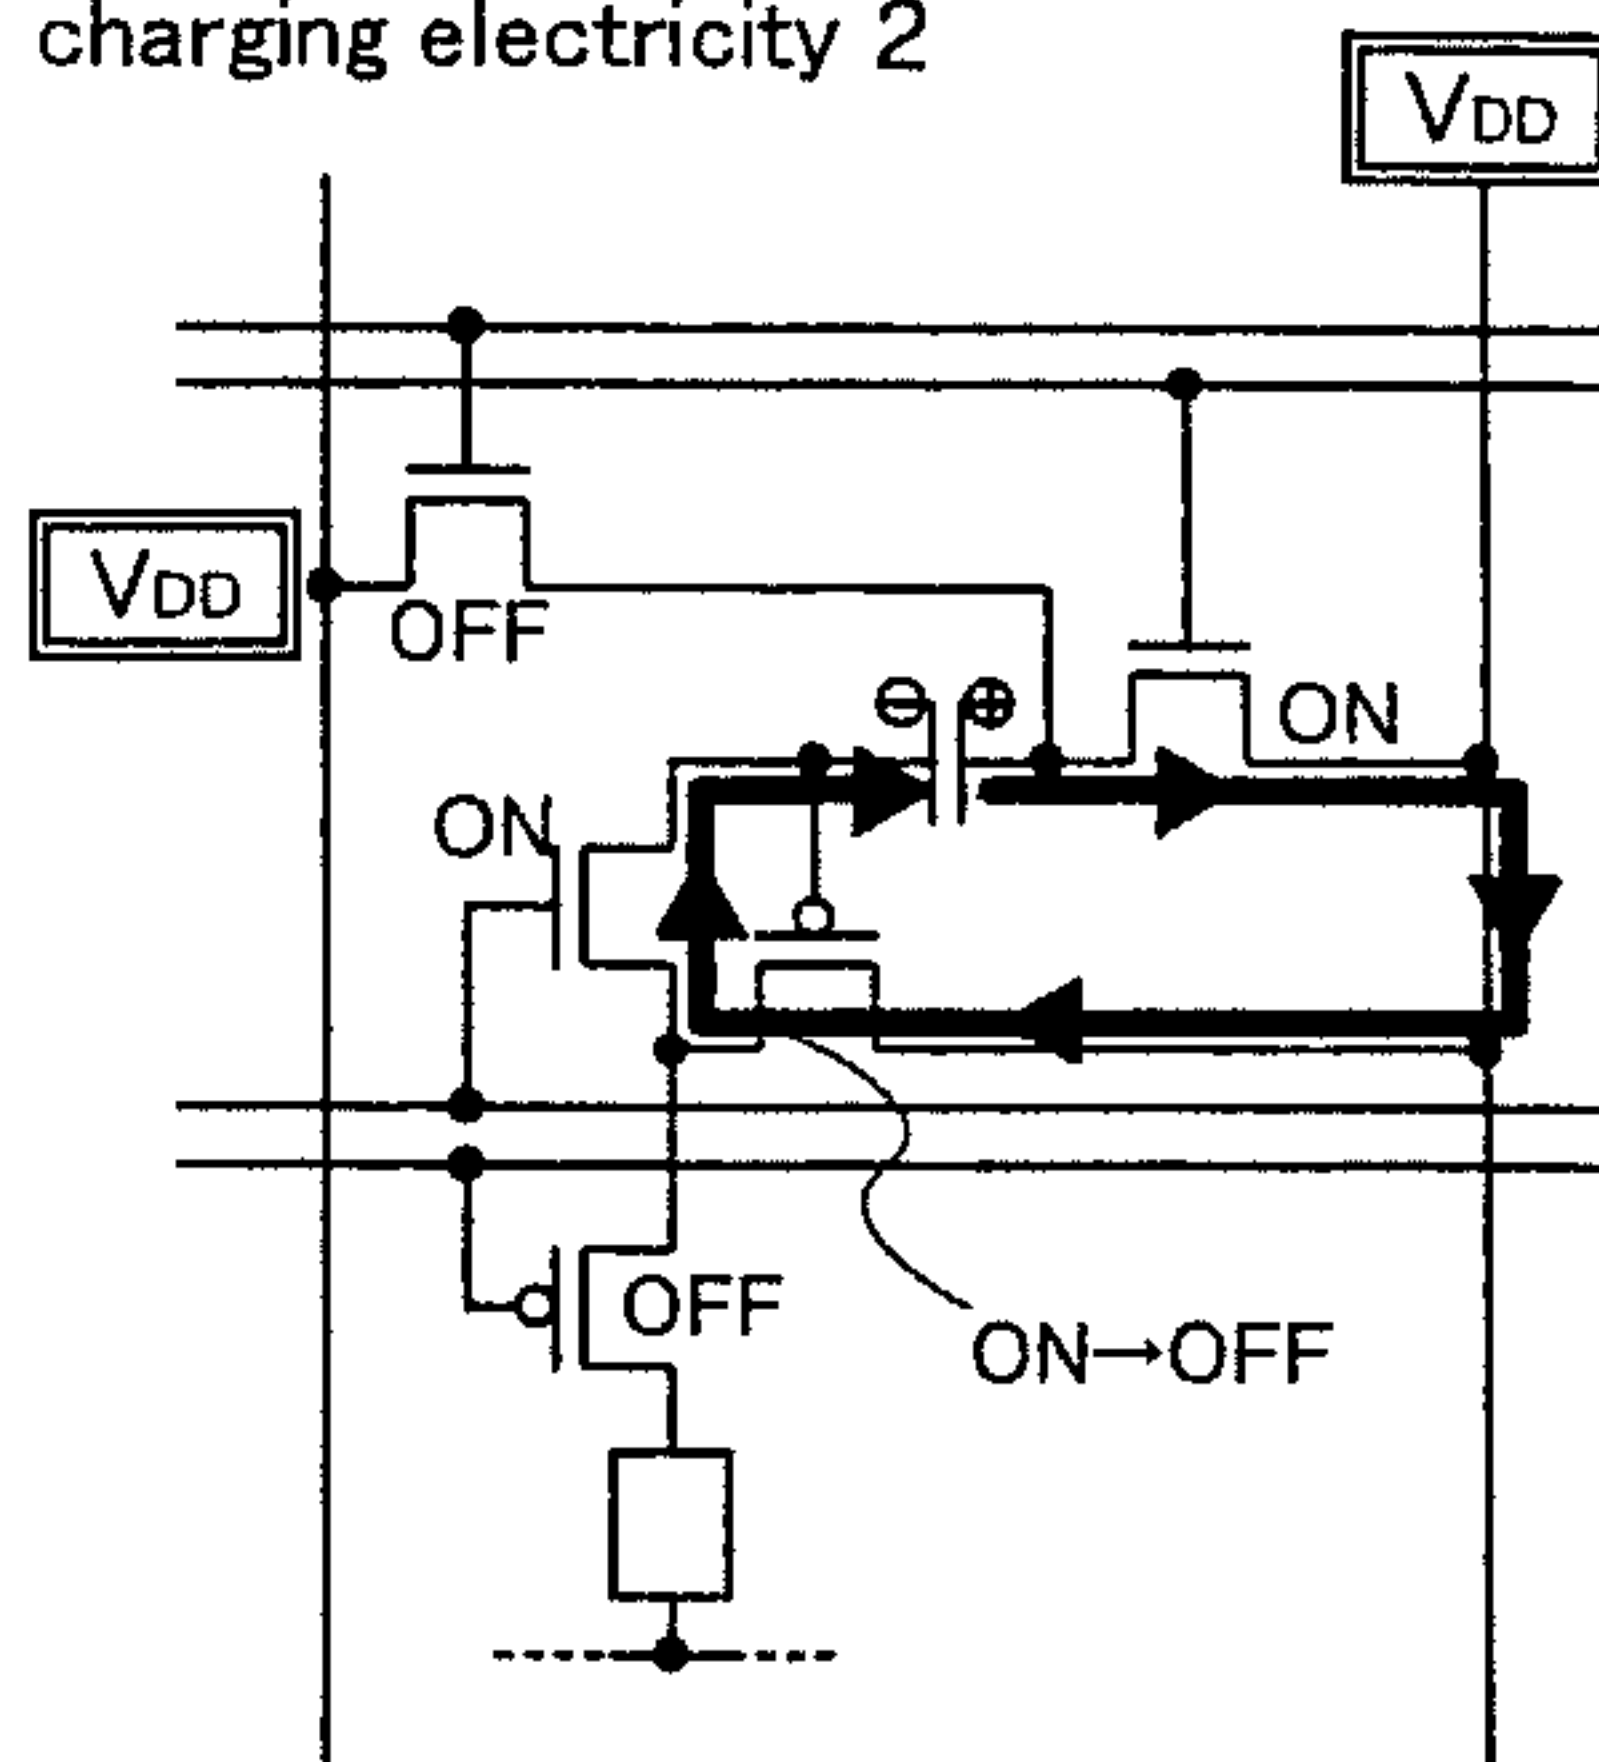 charging electricity 2
VDD
VDD
OFF
⊖ ⊕
ON
ON
OFF
ON→OFF